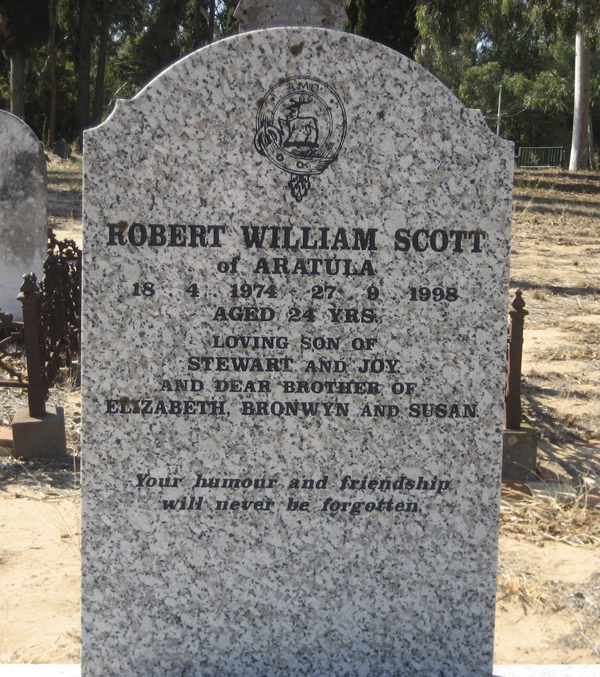 AMO
ROBERT WILLIAM SCOTT
of ARATULA
18 4 1974 27 9 1998
AGED 24 YRS.
LOVING SON OF
STEWART AND JOY
AND DEAR BROTHER OF
ELIZABETH, BRONWYN AND SUSAN
Your humour and friendship
will never be forgotten.